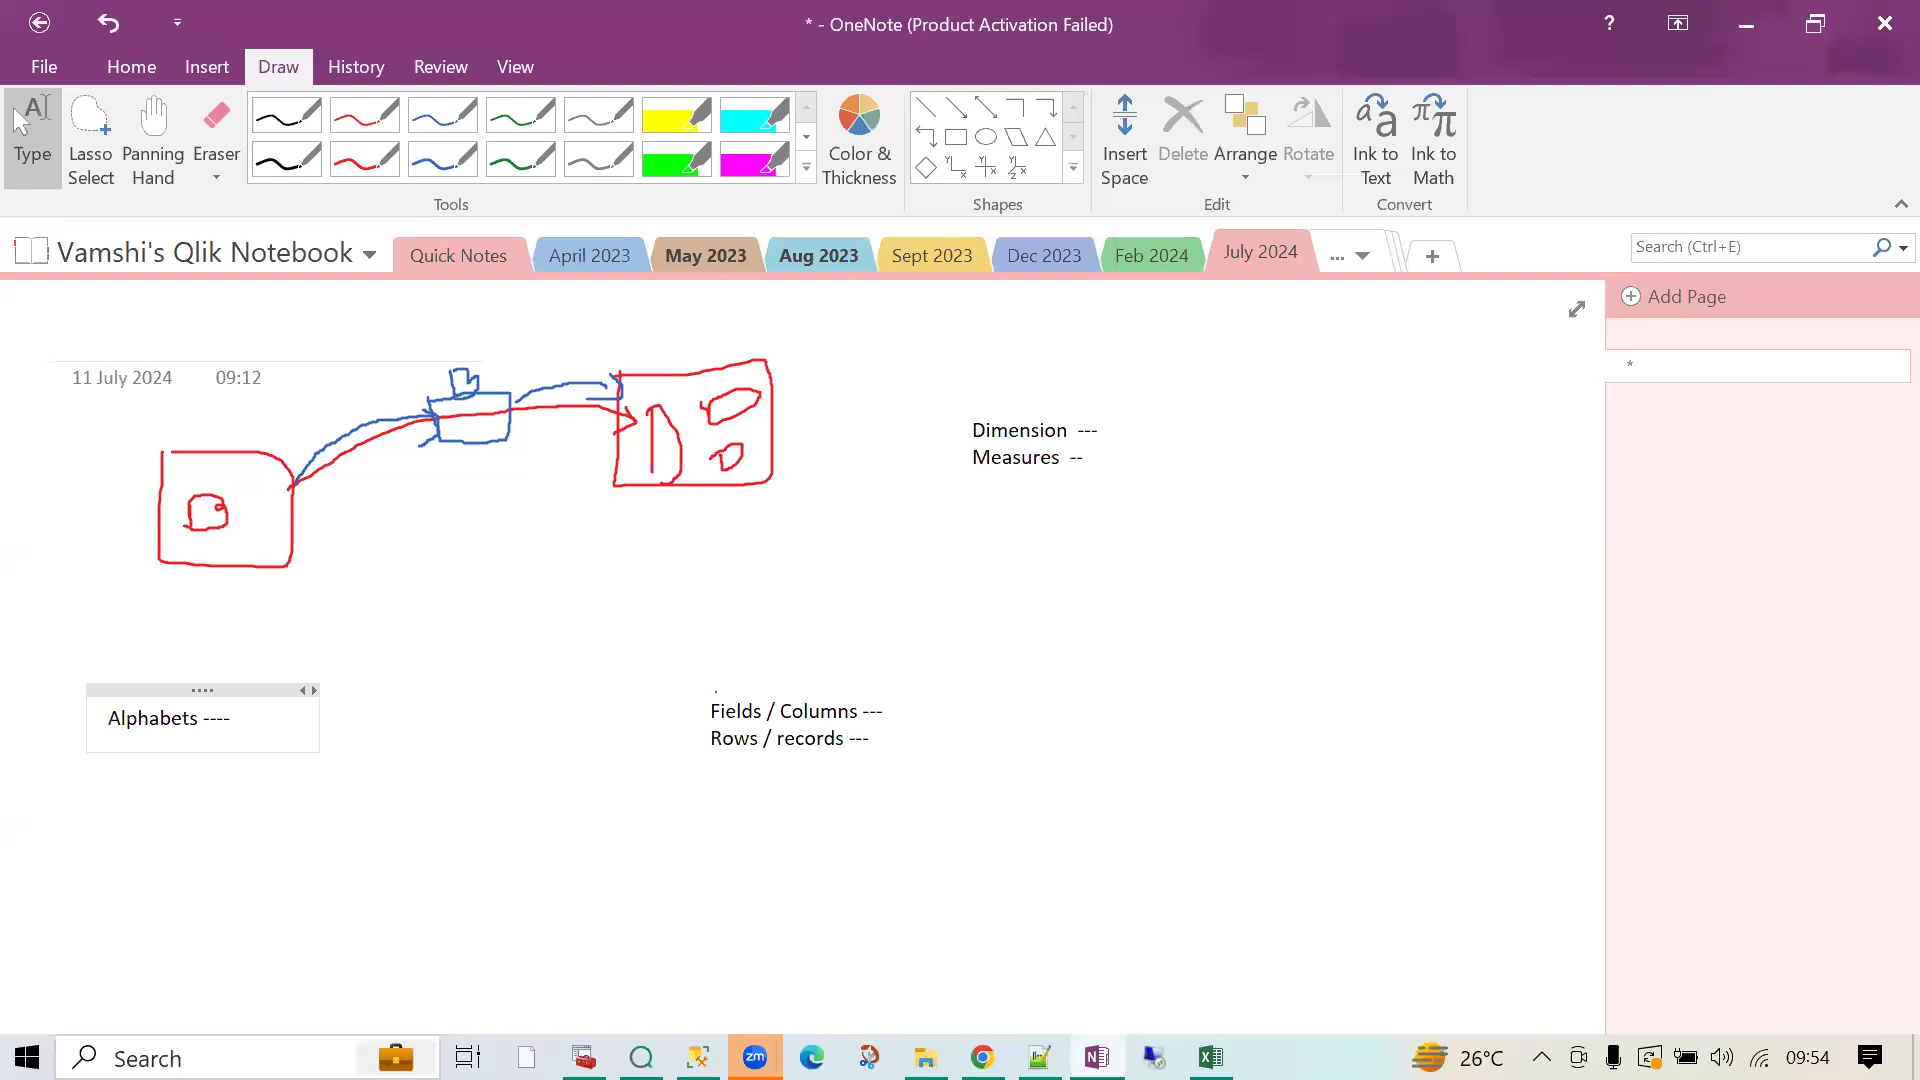 * - OneNote (Product Activation Failed)
?
File
Home
Insert
Draw
History
Review
View
Type
Lasso Select
Panning Hand
Eraser
Color & Thickness
Insert Space
Delete
Arrange
Rotate
Ink to Text
Ink to Math
Tools
Shapes
Edit
Convert
Vamshi's Qlik Notebook
Quick Notes
April 2023
May 2023
Aug 2023
Sept 2023
Dec 2023
Feb 2024
July 2024
...
Search (Ctrl+E)
Add Page
*
11 July 2024 09:12
Dimension ---
Measures --
Alphabets ----
Fields / Columns ---
Rows / records ---
Search
zm
26°C
09:54